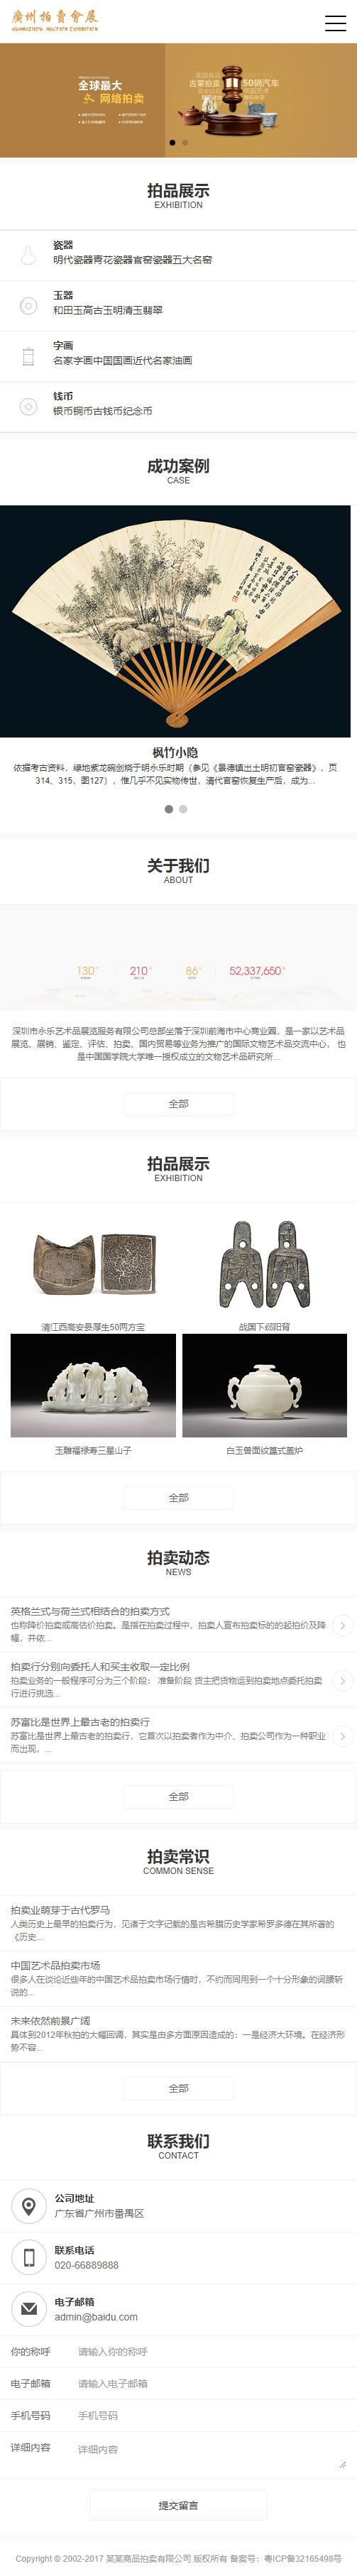 廣州拍賣會展
GUANGZHOU AUCTION EXHIBITION
全球最大
网络拍卖
古董拍卖
50辆汽车
拍品展示
EXHIBITION
瓷器
明代瓷器青花瓷器官窑瓷器五大名窑
玉器
和田玉高古玉明清玉翡翠
字画
名家字画中国国画近代名家油画
钱币
银币铜币古钱币纪念币
成功案例
CASE
枫竹小隐
依据考古资料，绿地紫龙碗创烧于明永乐时期（参见《景德镇出土明初官窑瓷器》，页
314、315，图127），惟几乎不见实物传世，清代官窑恢复生产后，成为...
关于我们
ABOUT
130
210
86
52,337,650
深圳市永乐艺术品展览服务有限公司总部坐落于深圳前海市中心商业圈，是一家以艺术品
展览、展销、鉴定、评估、拍卖、国内贸易等业务为推广的国际文物艺术品交流中心， 也
是中国国学院大学唯一授权成立的文物艺术品研究所...
全部
拍品展示
EXHIBITION
清江西高安县厚生50两方宝
战国下邲阳背
玉雕福禄寿三星山子
白玉兽面纹簋式盖炉
全部
拍卖动态
NEWS
英格兰式与荷兰式相结合的拍卖方式
也称降价拍卖或高估价拍卖。是指在拍卖过程中，拍卖人宣布拍卖标的的起拍价及降
幅，并依...
拍卖行分别向委托人和买主收取一定比例
拍卖业务的一般程序可分为三个阶段： 准备阶段 货主把货物运到拍卖地点委托拍卖
行进行挑选...
苏富比是世界上最古老的拍卖行
苏富比是世界上最古老的拍卖行，它首次以拍卖者作为中介、拍卖公司作为一种职业
而出现，...
全部
拍卖常识
COMMON SENSE
拍卖业萌芽于古代罗马
人类历史上最早的拍卖行为，见诸于文字记载的是古希腊历史学家希罗多德在其所著的
《历史...
中国艺术品拍卖市场
很多人在谈论近些年的中国艺术品拍卖市场行情时，不约而同用到一个十分形象的词腰斩
说的...
未来依然前景广阔
具体到2012年秋拍的大幅回调，其实是由多方面原因造成的：一是经济大环境。在经济形
势不容...
全部
联系我们
CONTACT
公司地址
广东省广州市番禺区
联系电话
020-66889888
电子邮箱
admin@baidu.com
你的称呼 请输入你的称呼
电子邮箱 请输入电子邮箱
手机号码 手机号码
详细内容 详细内容
提交留言
Copyright © 2002-2017 某某商品拍卖有限公司 版权所有 备案号：粤ICP备32165498号